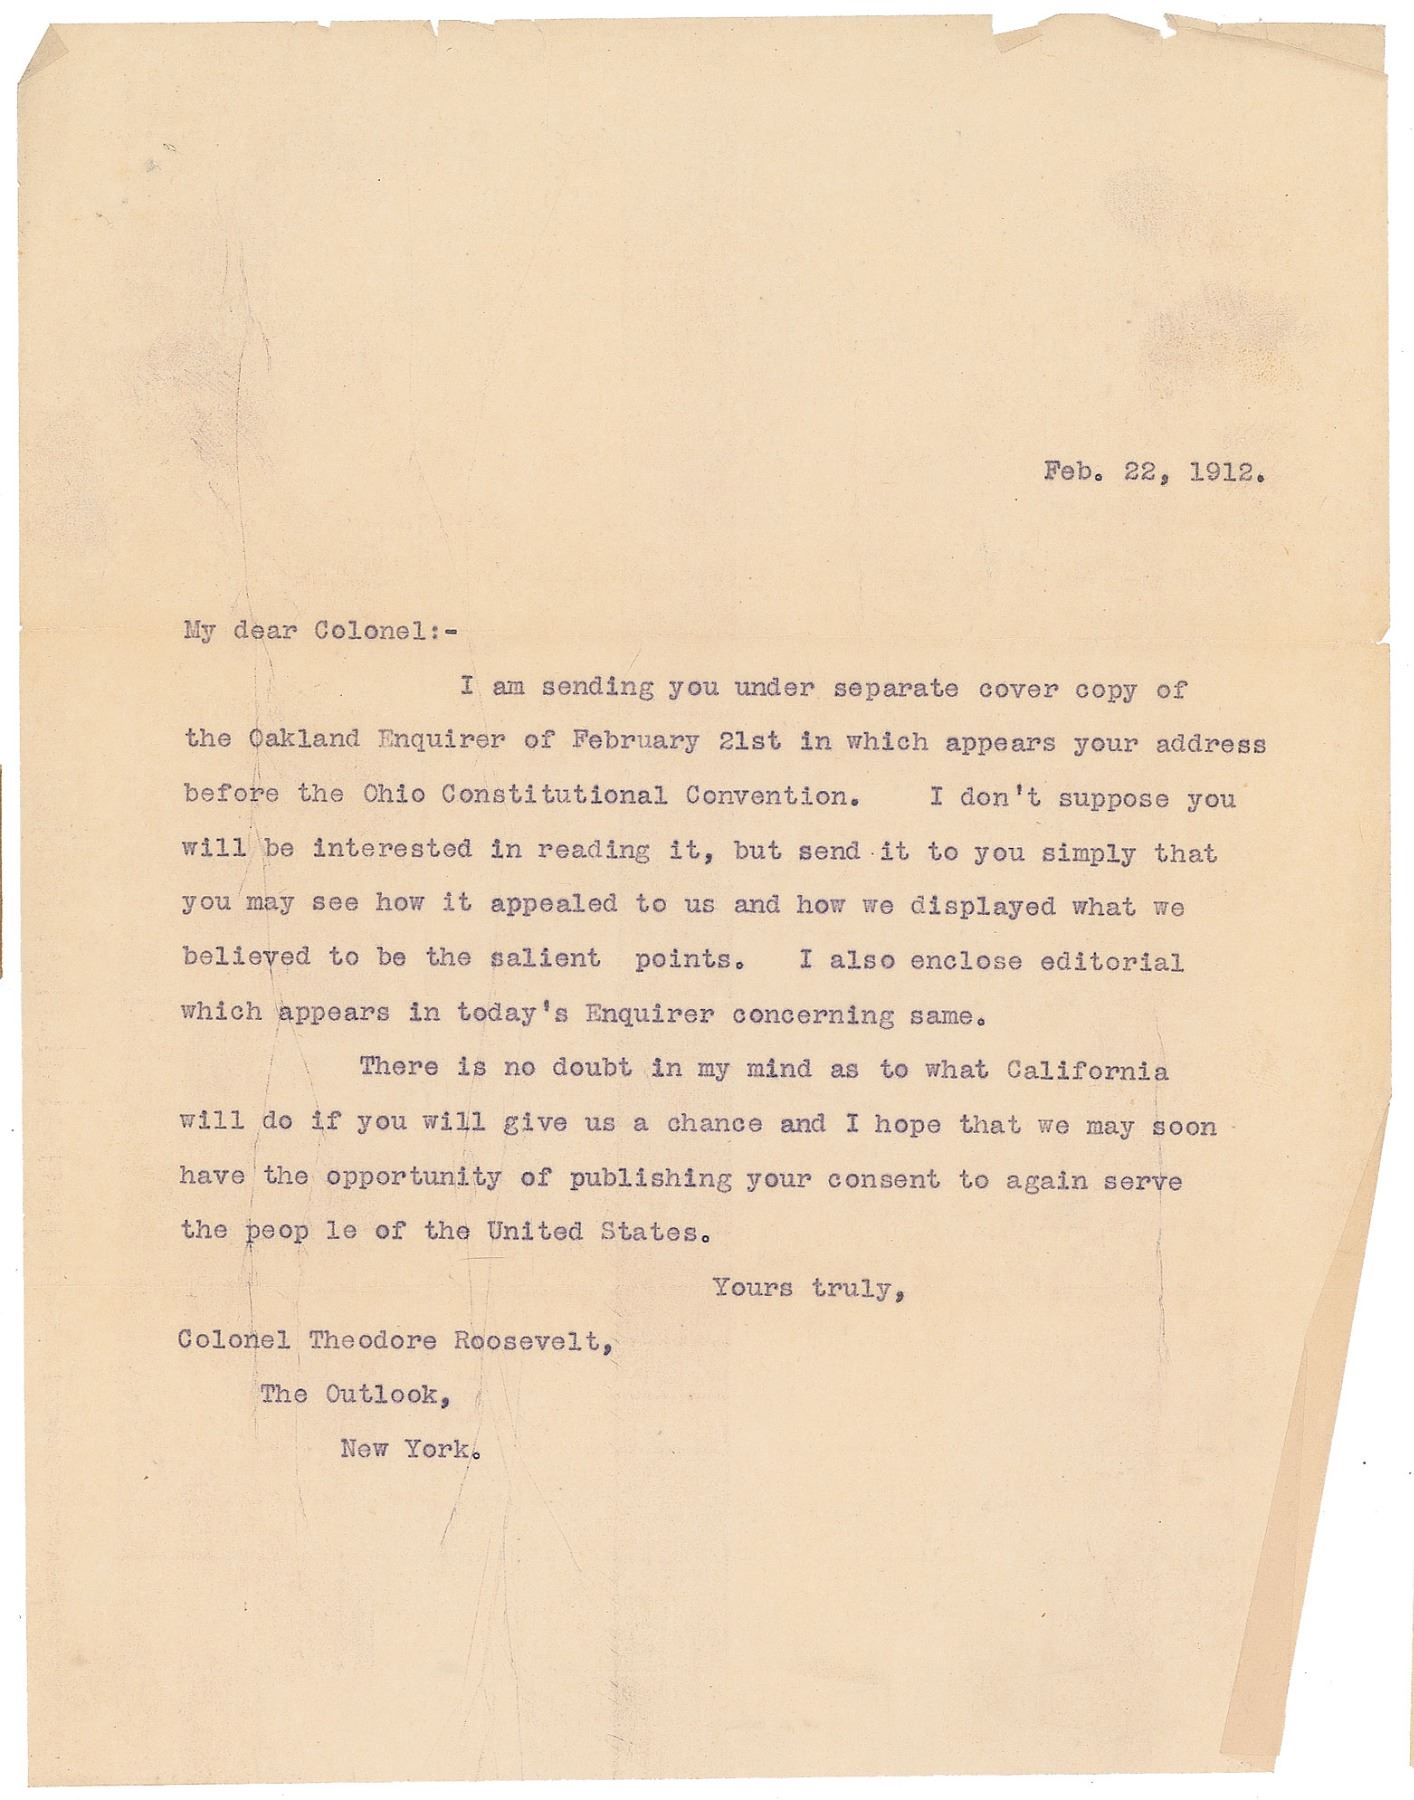 Feb. 22, 1912.
My dear Colonel:-
I am sending you under separate cover copy of
the Oakland Enquirer of February 21st in which appears your address
before the Ohio Constitutional Convention. I don't suppose you
will be interested in reading it, but send it to you simply that
you may see how it appealed to us and how we displayed what we
believed to be the salient points. I also enclose editorial
which appears in today's Enquirer concerning same.
There is no doubt in my mind as to what California
will do if you will give us a chance and I hope that we may soon
have the opportunity of publishing your consent to again serve
the peop le of the United States.
Yours truly,
Colonel Theodore Roosevelt,
The Outlook,
New York.